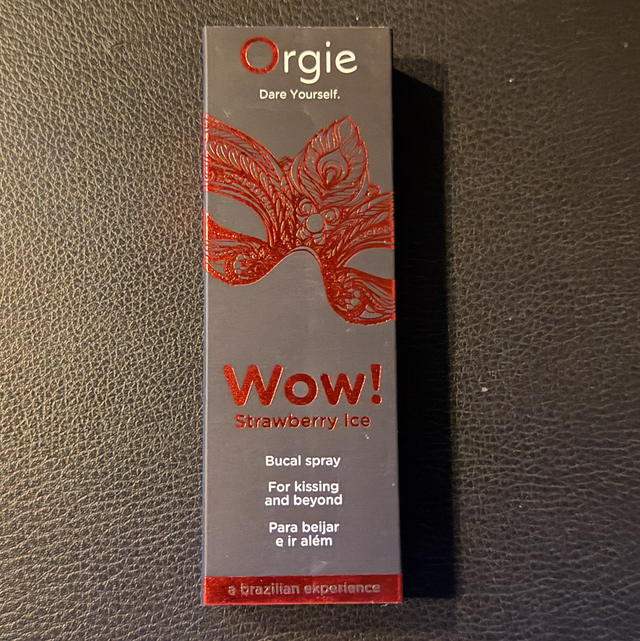 Orgie
Dare Yourself.
Wow!
Strawberry Ice
Bucal spray
For kissing
and beyond
Para beijar
e ir além
a brazilian experience